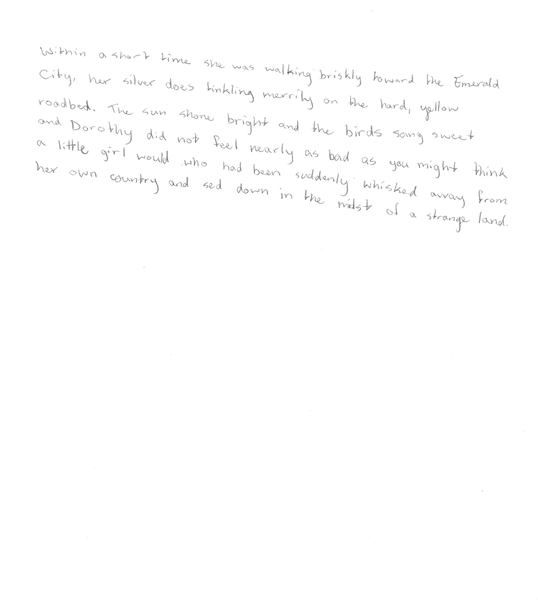 Within a short time she was walking briskly toward the Emerald
City, her silver does tinkling merrily on the hard, yellow
roadbed. The sun shone bright and the birds sang sweet
and Dorothy did not feel nearly as bad as you might think
a little girl would who had been suddenly whisked away from
her own country and sed down in the midst of a strange land.